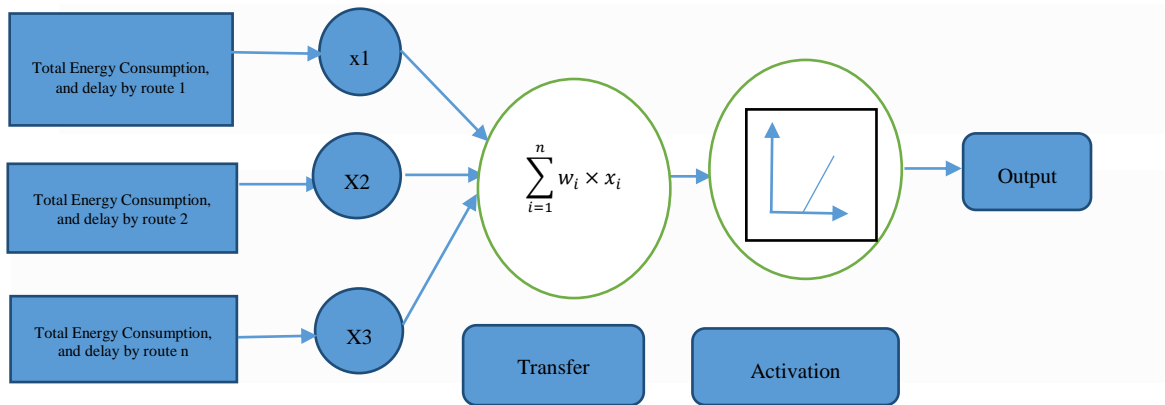 Total Energy Consumption,
and delay by route 1
x1
Total Energy Consumption,
and delay by route 2
X2
Total Energy Consumption,
and delay by route n
X3
n
∑ wᵢ × xᵢ
i=1
Output
Transfer
Activation